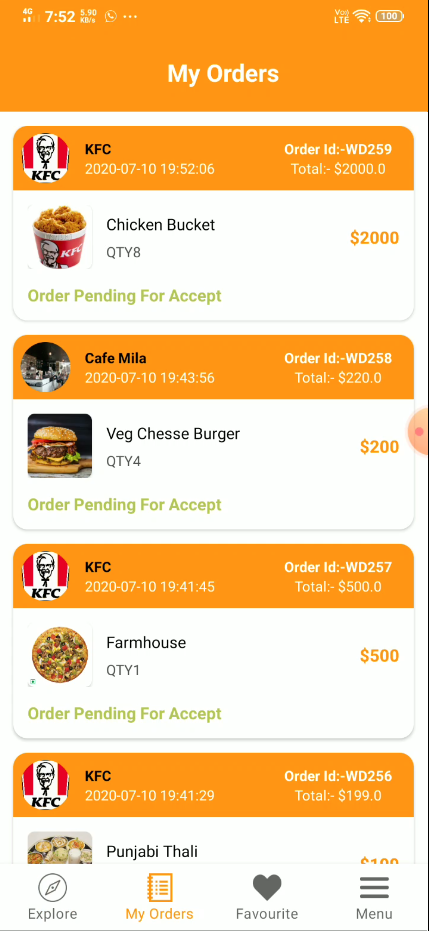 4G 7:52 5.90 KB/s ••• Vo)) LTE 100
My Orders
KFC Order Id:-WD259
2020-07-10 19:52:06 Total:- $2000.0
KFC
Chicken Bucket
$2000
KFC
QTY8
Order Pending For Accept
Cafe Mila Order Id:-WD258
2020-07-10 19:43:56 Total:- $220.0
Veg Chesse Burger
$200
QTY4
Order Pending For Accept
KFC Order Id:-WD257
2020-07-10 19:41:45 Total:- $500.0
KFC
Farmhouse
$500
QTY1
Order Pending For Accept
KFC Order Id:-WD256
2020-07-10 19:41:29 Total:- $199.0
KFC
Punjabi Thali
Explore My Orders Favourite Menu